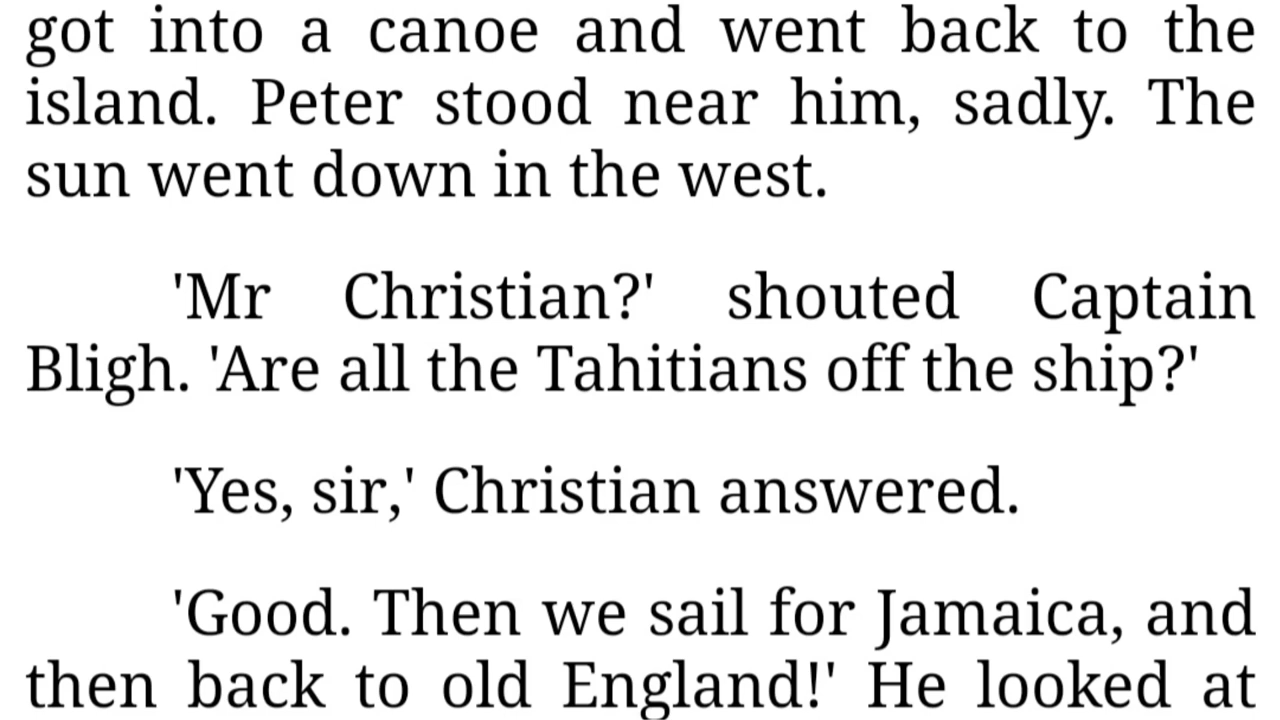 got into a canoe and went back to the
island. Peter stood near him, sadly. The
sun went down in the west.
'Mr Christian?' shouted Captain
Bligh. 'Are all the Tahitians off the ship?'
'Yes, sir,' Christian answered.
'Good. Then we sail for Jamaica, and
then back to old England!' He looked at